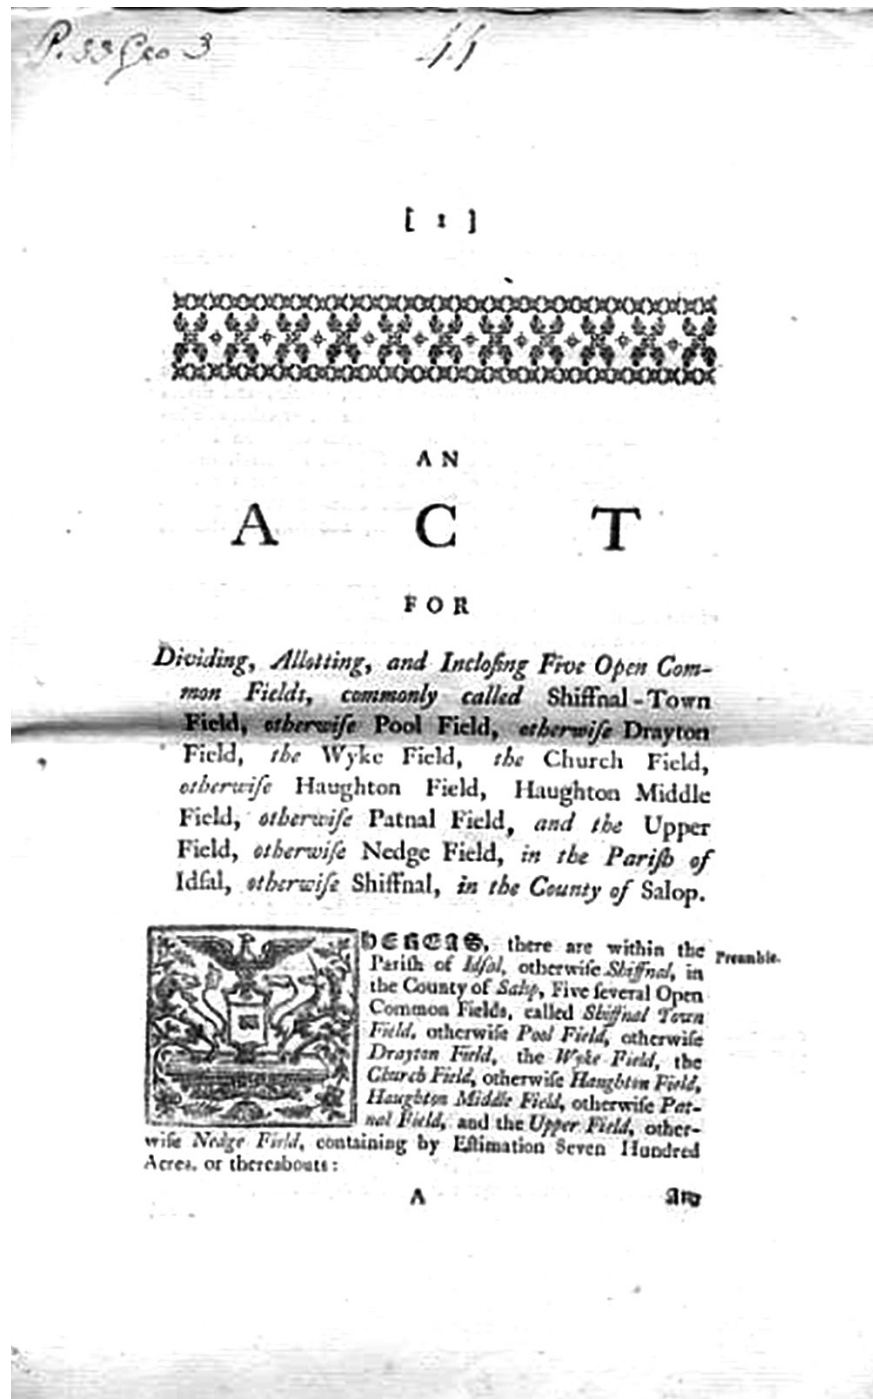 P. 33 Geo 3
[ 1 ]
AN
A C T
FOR
Dividing, Allotting, and Incloſing Five Open Com-
mon Fields, commonly called Shiffnal-Town
Field, otherwiſe Pool Field, otherwiſe Drayton
Field, the Wyke Field, the Church Field,
otherwiſe Haughton Field, Haughton Middle
Field, otherwiſe Patnal Field, and the Upper
Field, otherwiſe Nedge Field, in the Pariſh of
Idſal, otherwiſe Shiffnal, in the County of Salop.
HEREAS, there are within the
Preamble.
Pariſh of Idſal, otherwiſe Shiffnal, in
the County of Salop, Five ſeveral Open
Common Fields, called Shiffnal Town
Field, otherwiſe Pool Field, otherwiſe
Drayton Field, the Wyke Field, the
Church Field, otherwiſe Haughton Field,
Haughton Middle Field, otherwiſe Pat-
nal Field, and the Upper Field, other-
wiſe Nedge Field, containing by Eſtimation Seven Hundred
Acres, or thereabouts:
A And